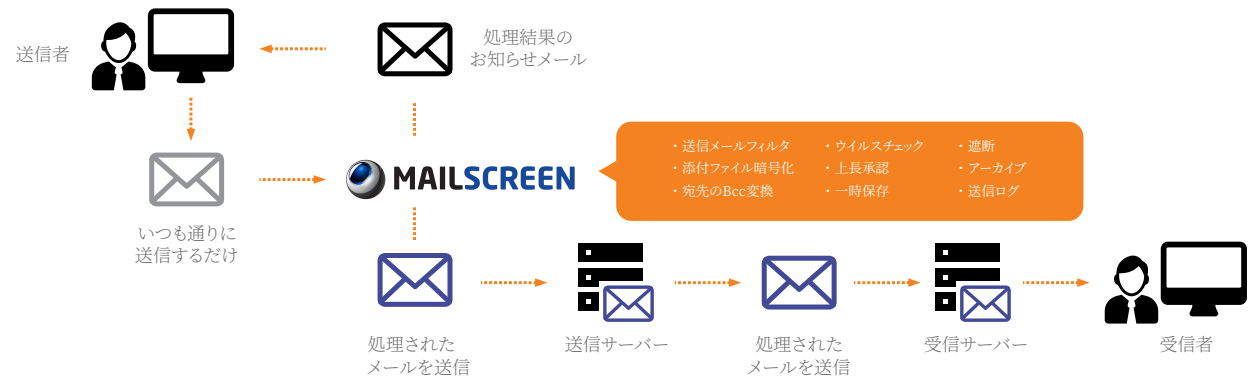 送信者
処理結果の
お知らせメール
・送信メールフィルタ
・添付ファイル暗号化
・宛先のBcc変換
・ウイルスチェック
・上長承認
・一時保存
・遮断
・アーカイブ
・送信ログ
MAILSCREEN
いつも通りに
送信するだけ
処理された
メールを送信
送信サーバー
処理された
メールを送信
受信サーバー
受信者